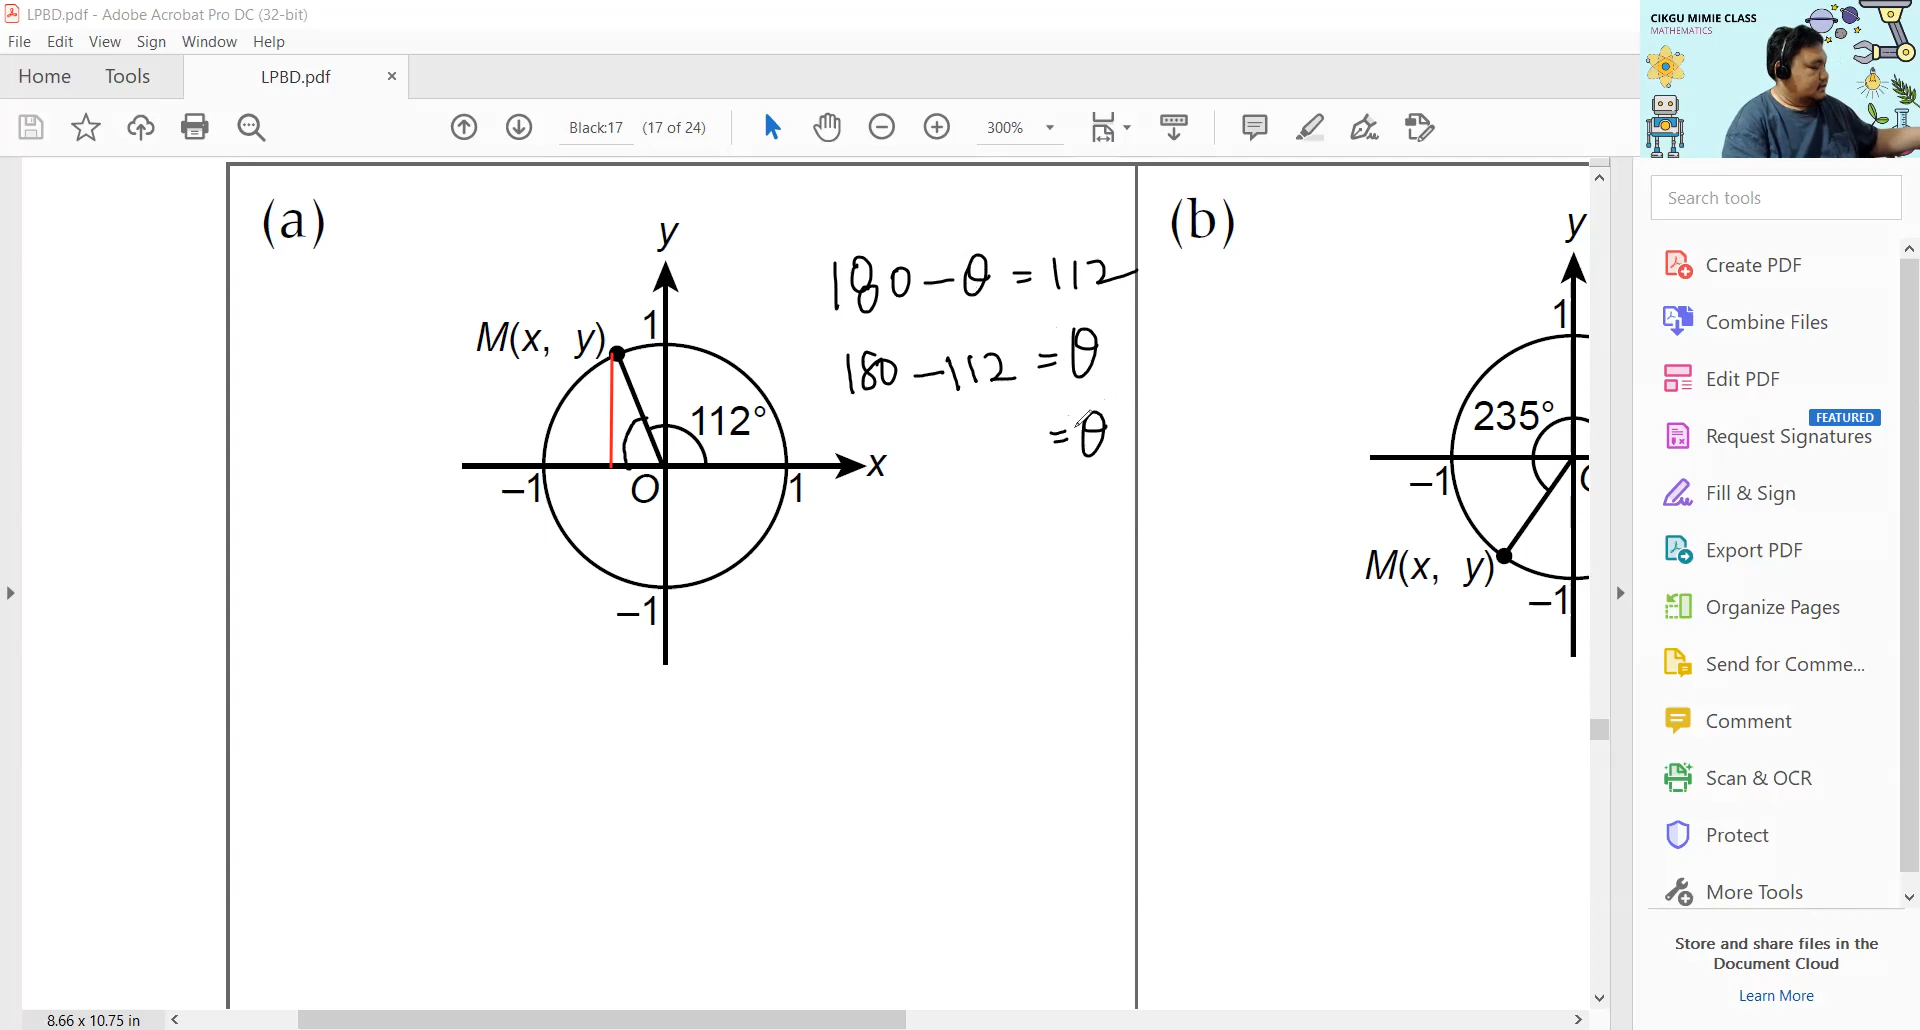 LPBD.pdf - Adobe Acrobat Pro DC (32-bit)
File Edit View Sign Window Help
Home Tools LPBD.pdf ×
Black:17 (17 of 24) 300%
CIKGU MIMIE CLASS
MATHEMATICS
(a)
y
1
M(x, y)
112°
x
–1 O 1
–1
180 – θ = 112
180 – 112 = θ
= θ
(b)
y
1
235°
–1
M(x, y)
–1
Search tools
Create PDF
Combine Files
Edit PDF
FEATURED
Request Signatures
Fill & Sign
Export PDF
Organize Pages
Send for Comme...
Comment
Scan & OCR
Protect
More Tools
Store and share files in the
Document Cloud
Learn More
8.66 x 10.75 in